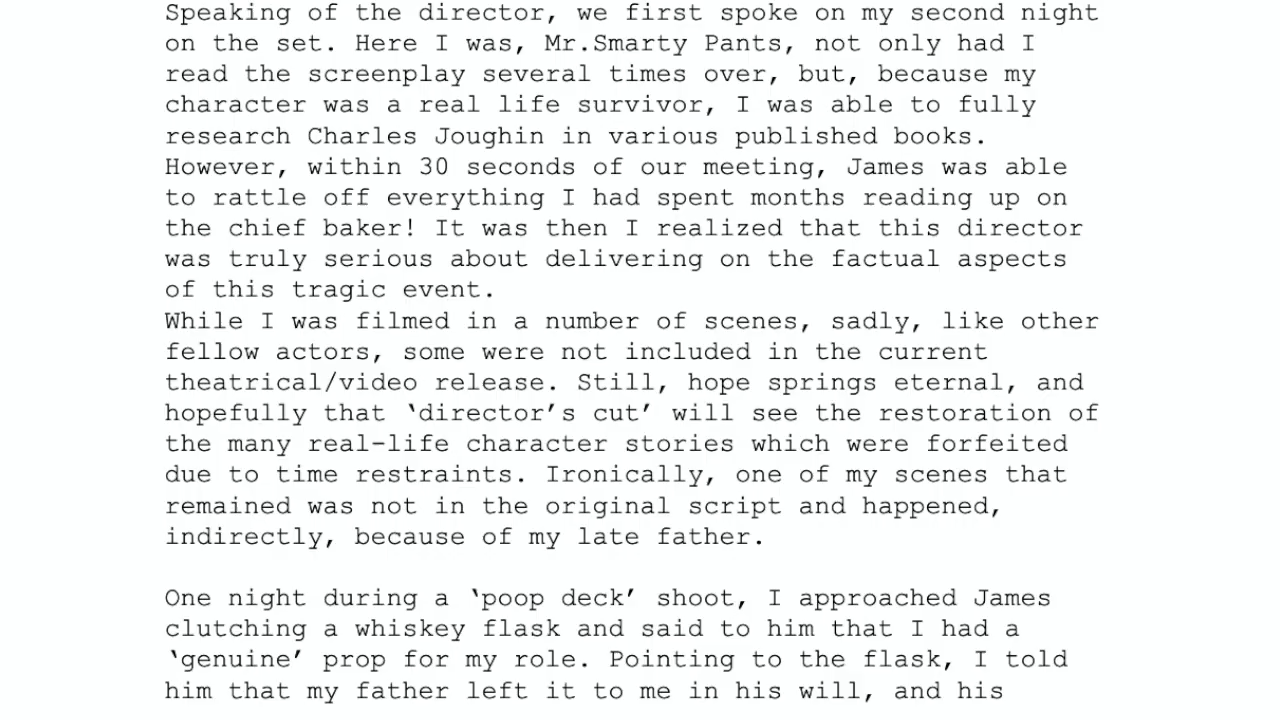 Speaking of the director, we first spoke on my second night
on the set. Here I was, Mr.Smarty Pants, not only had I
read the screenplay several times over, but, because my
character was a real life survivor, I was able to fully
research Charles Joughin in various published books.
However, within 30 seconds of our meeting, James was able
to rattle off everything I had spent months reading up on
the chief baker! It was then I realized that this director
was truly serious about delivering on the factual aspects
of this tragic event.
While I was filmed in a number of scenes, sadly, like other
fellow actors, some were not included in the current
theatrical/video release. Still, hope springs eternal, and
hopefully that ‘director’s cut’ will see the restoration of
the many real-life character stories which were forfeited
due to time restraints. Ironically, one of my scenes that
remained was not in the original script and happened,
indirectly, because of my late father.
One night during a ‘poop deck’ shoot, I approached James
clutching a whiskey flask and said to him that I had a
‘genuine’ prop for my role. Pointing to the flask, I told
him that my father left it to me in his will, and his